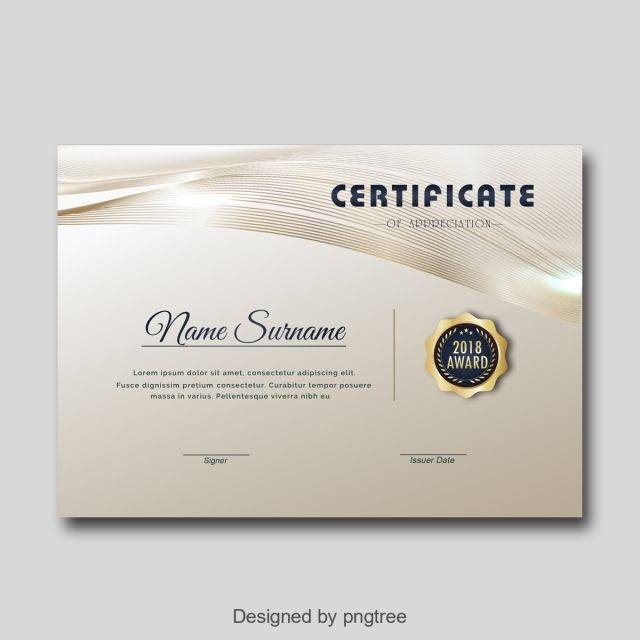 CERTIFICATE
OF APPPECIATION
Name Surname
2018
AWARD
Lorem ipsum dolor sit amet, consectetur adipiscing elit.
Fusce dignissim pretium consectetur. Curabitur tempor posuere
massa in varius. Pellentesque viverra nibh eu
Signer
Issuer Date
Designed by pngtree